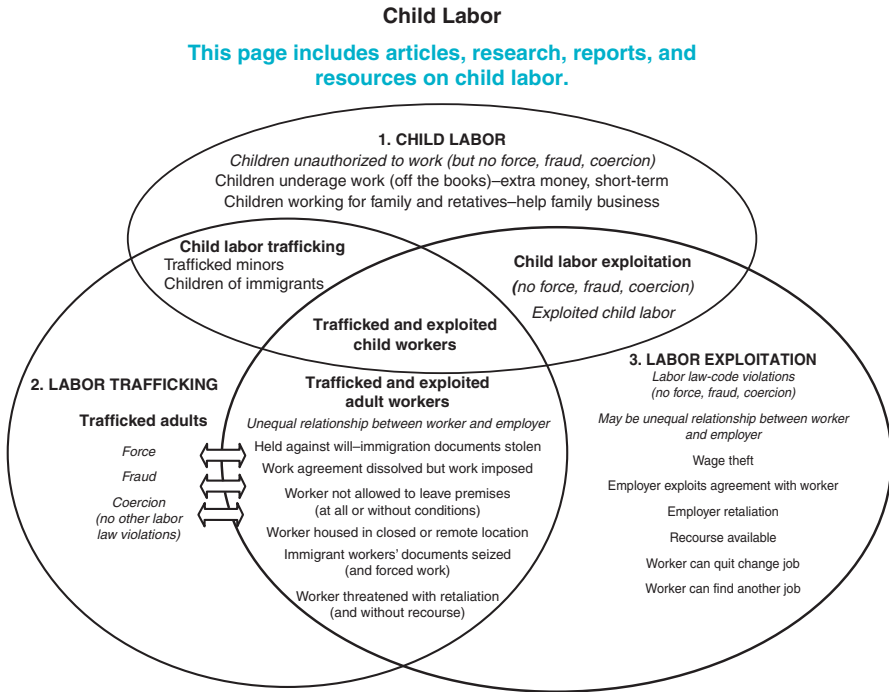 Child Labor
This page includes articles, research, reports, and
resources on child labor.
1. CHILD LABOR
Children unauthorized to work (but no force, fraud, coercion)
Children underage work (off the books)–extra money, short-term
Children working for family and retatives–help family business
Child labor trafficking
Trafficked minors
Children of immigrants
Child labor exploitation
(no force, fraud, coercion)
Exploited child labor
Trafficked and exploited
child workers
2. LABOR TRAFFICKING
Trafficked adults
Force
Fraud
Coercion
(no other labor
law violations)
Trafficked and exploited
adult workers
Unequal relationship between worker and employer
Held against will–immigration documents stolen
Work agreement dissolved but work imposed
Worker not allowed to leave premises
(at all or without conditions)
Worker housed in closed or remote location
Immigrant workers’ documents seized
(and forced work)
Worker threatened with retaliation
(and without recourse)
3. LABOR EXPLOITATION
Labor law-code violations
(no force, fraud, coercion)
May be unequal relationship between worker
and employer
Wage theft
Employer exploits agreement with worker
Employer retaliation
Recourse available
Worker can quit change job
Worker can find another job